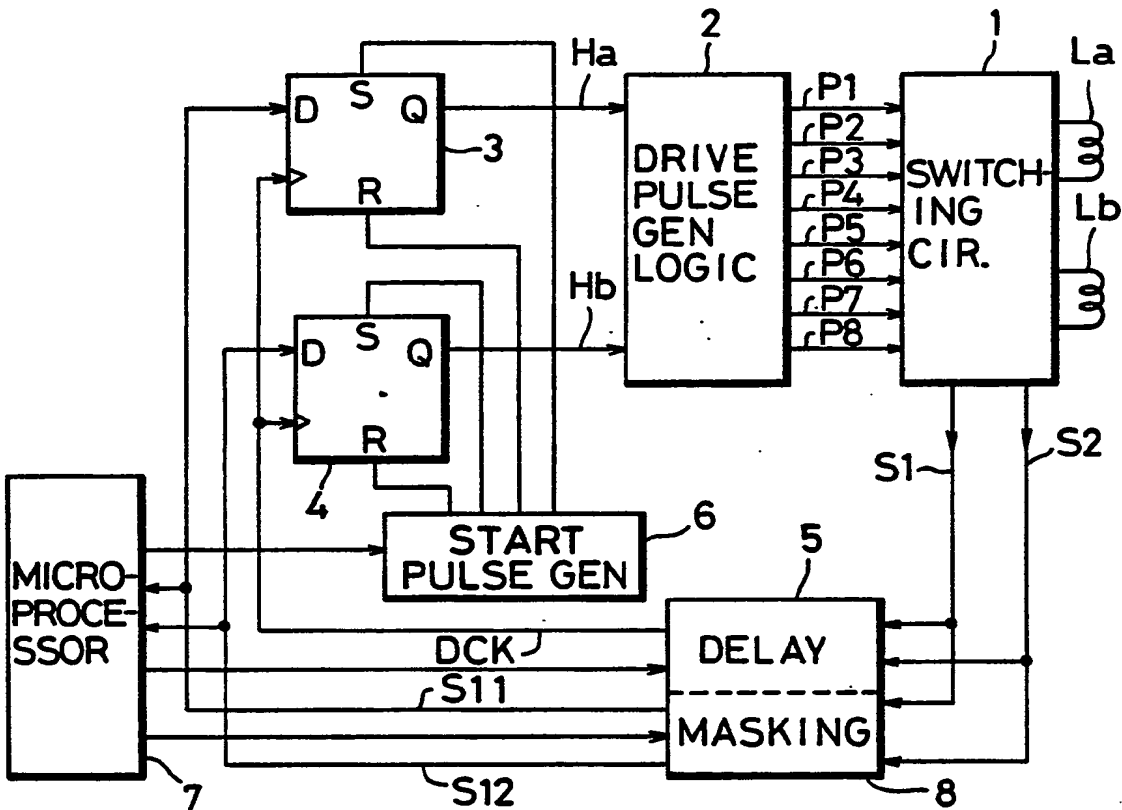 2
1
Ha
La
D
S
Q
3
R
P1
P2
P3
P4
P5
P6
P7
P8
DRIVE
PULSE
GEN
LOGIC
SWITCH-
ING
CIR.
Lb
Hb
D
S
Q
R
4
S1
S2
6
START
PULSE GEN
5
MICRO-
PROCE-
SSOR
DCK
DELAY
S11
MASKING
7
S12
8